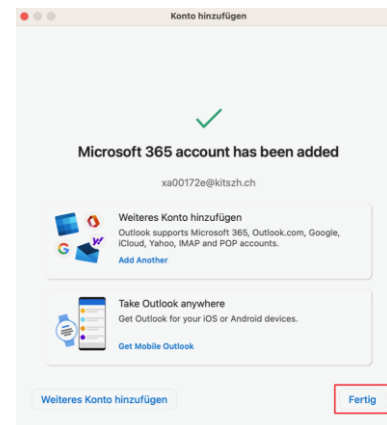 Konto hinzufügen
Microsoft 365 account has been added
xa00172e@kitszh.ch
Weiteres Konto hinzufügen
Outlook supports Microsoft 365, Outlook.com, Google,
iCloud, Yahoo, IMAP and POP accounts.
Add Another
Take Outlook anywhere
Get Outlook for your iOS or Android devices.
Get Mobile Outlook
Weiteres Konto hinzufügen
Fertig